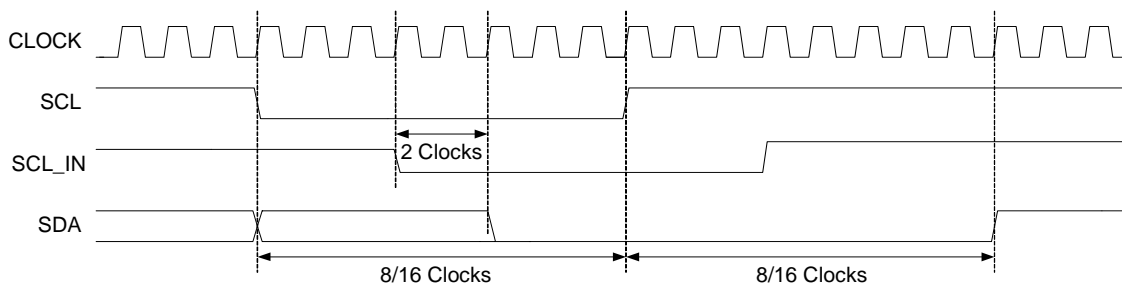 CLOCK
SCL
2 Clocks
SCL_IN
SDA
8/16 Clocks 8/16 Clocks